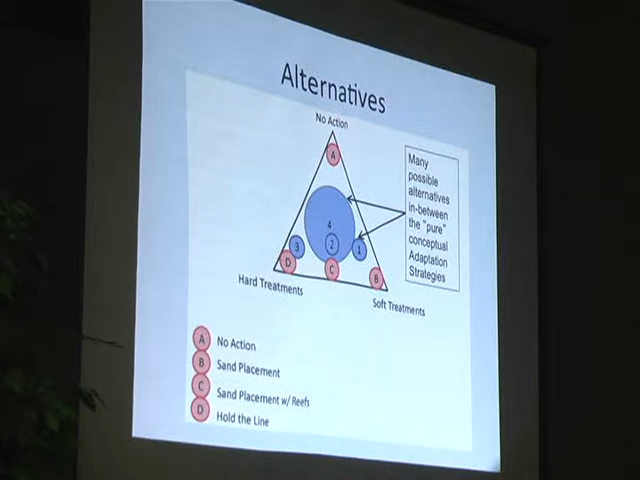 Alternatives
No Action
A
Many
possible
alternatives
in-between
the "pure"
conceptual
Adaptation
Strategies
4
3
2
1
D
C
B
Hard Treatments
Soft Treatments
A No Action
B Sand Placement
C Sand Placement w/ Reefs
D Hold the Line